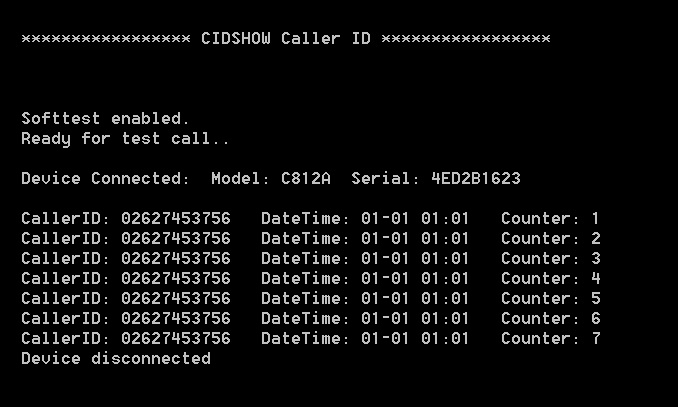 ***************** CIDSHOW Caller ID *****************
Softtest enabled.
Ready for test call..
Device Connected:  Model: C812A  Serial: 4ED2B1623
CallerID: 02627453756   DateTime: 01-01 01:01   Counter: 1
CallerID: 02627453756   DateTime: 01-01 01:01   Counter: 2
CallerID: 02627453756   DateTime: 01-01 01:01   Counter: 3
CallerID: 02627453756   DateTime: 01-01 01:01   Counter: 4
CallerID: 02627453756   DateTime: 01-01 01:01   Counter: 5
CallerID: 02627453756   DateTime: 01-01 01:01   Counter: 6
CallerID: 02627453756   DateTime: 01-01 01:01   Counter: 7
Device disconnected